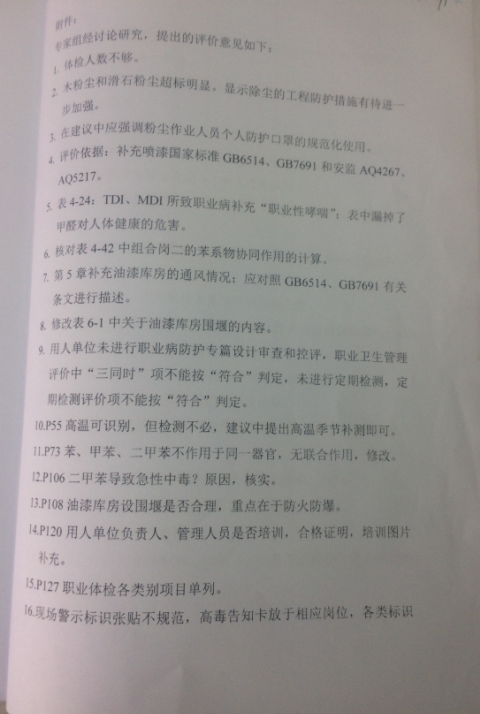 附件：
专家组经讨论研究，提出的评价意见如下：
1. 体检人数不够。
2. 木粉尘和滑石粉尘超标明显。显示除尘的工程防护措施有待进一
步加强。
3. 在建议中应强调粉尘作业人员个人防护口罩的规范化使用。
4. 评价依据：补充喷漆国家标准 GB6514、GB7691 和安监 AQ4267、
AQ5217。
5. 表 4-24：TDI、MDI 所致职业病补充“职业性哮喘”；表中漏掉了
甲醛对人体健康的危害。
6. 核对表 4-42 中组合岗二的苯系物协同作用的计算。
7. 第 5 章补充油漆库房的通风情况；应对照 GB6514、GB7691 有关
条文进行描述。
8. 修改表 6-1 中关于油漆库房围堰的内容。
9. 用人单位未进行职业病防护专篇设计审查和控评，职业卫生管理
评价中“三同时”项不能按“符合”判定，未进行定期检测，定
期检测评价项不能按“符合”判定。
10.P55 高温可识别，但检测不必，建议中提出高温季节补测即可。
11.P73 苯、甲苯、二甲苯不作用于同一器官，无联合作用，修改。
12.P106 二甲苯导致急性中毒？原因，核实。
13.P108 油漆库房设围堰是否合理，重点在于防火防爆。
14.P120 用人单位负责人、管理人员是否培训，合格证明，培训图片
补充。
15.P127 职业体检各类别项目单列。
16.现场警示标识张贴不规范，高毒告知卡放于相应岗位，各类标识